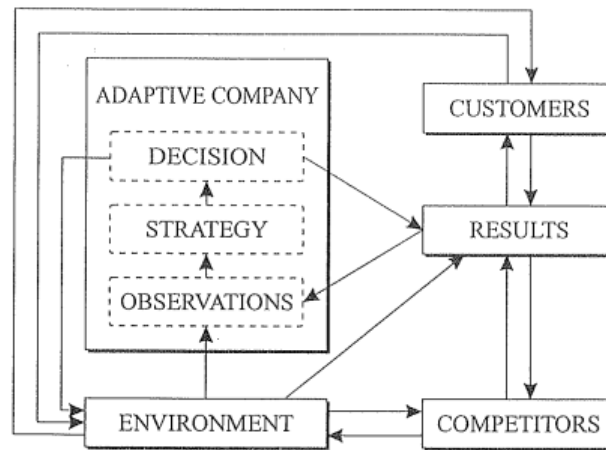 ADAPTIVE COMPANY
CUSTOMERS
DECISION
STRATEGY
RESULTS
OBSERVATIONS
ENVIRONMENT
COMPETITORS